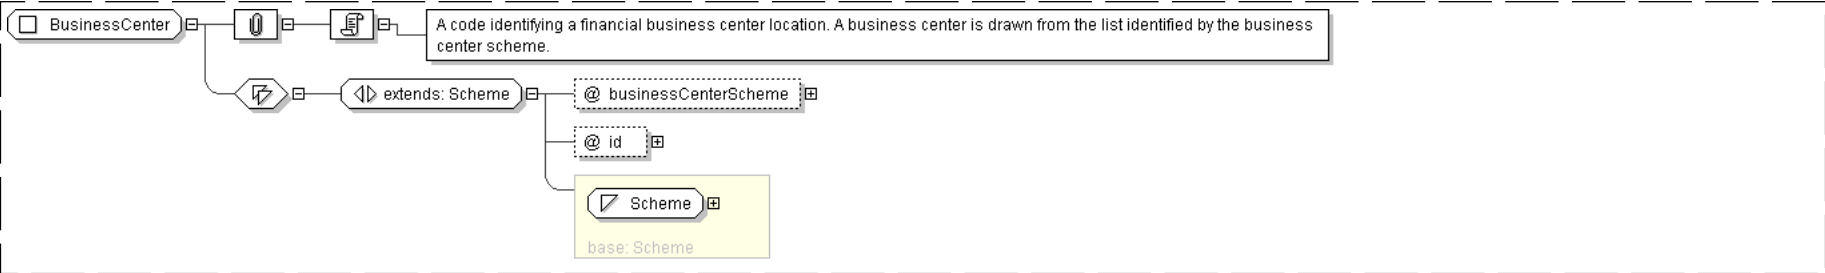 BusinessCenter
A code identifying a financial business center location. A business center is drawn from the list identified by the business
center scheme.
extends: Scheme
@ businessCenterScheme
@ id
Scheme
base: Scheme